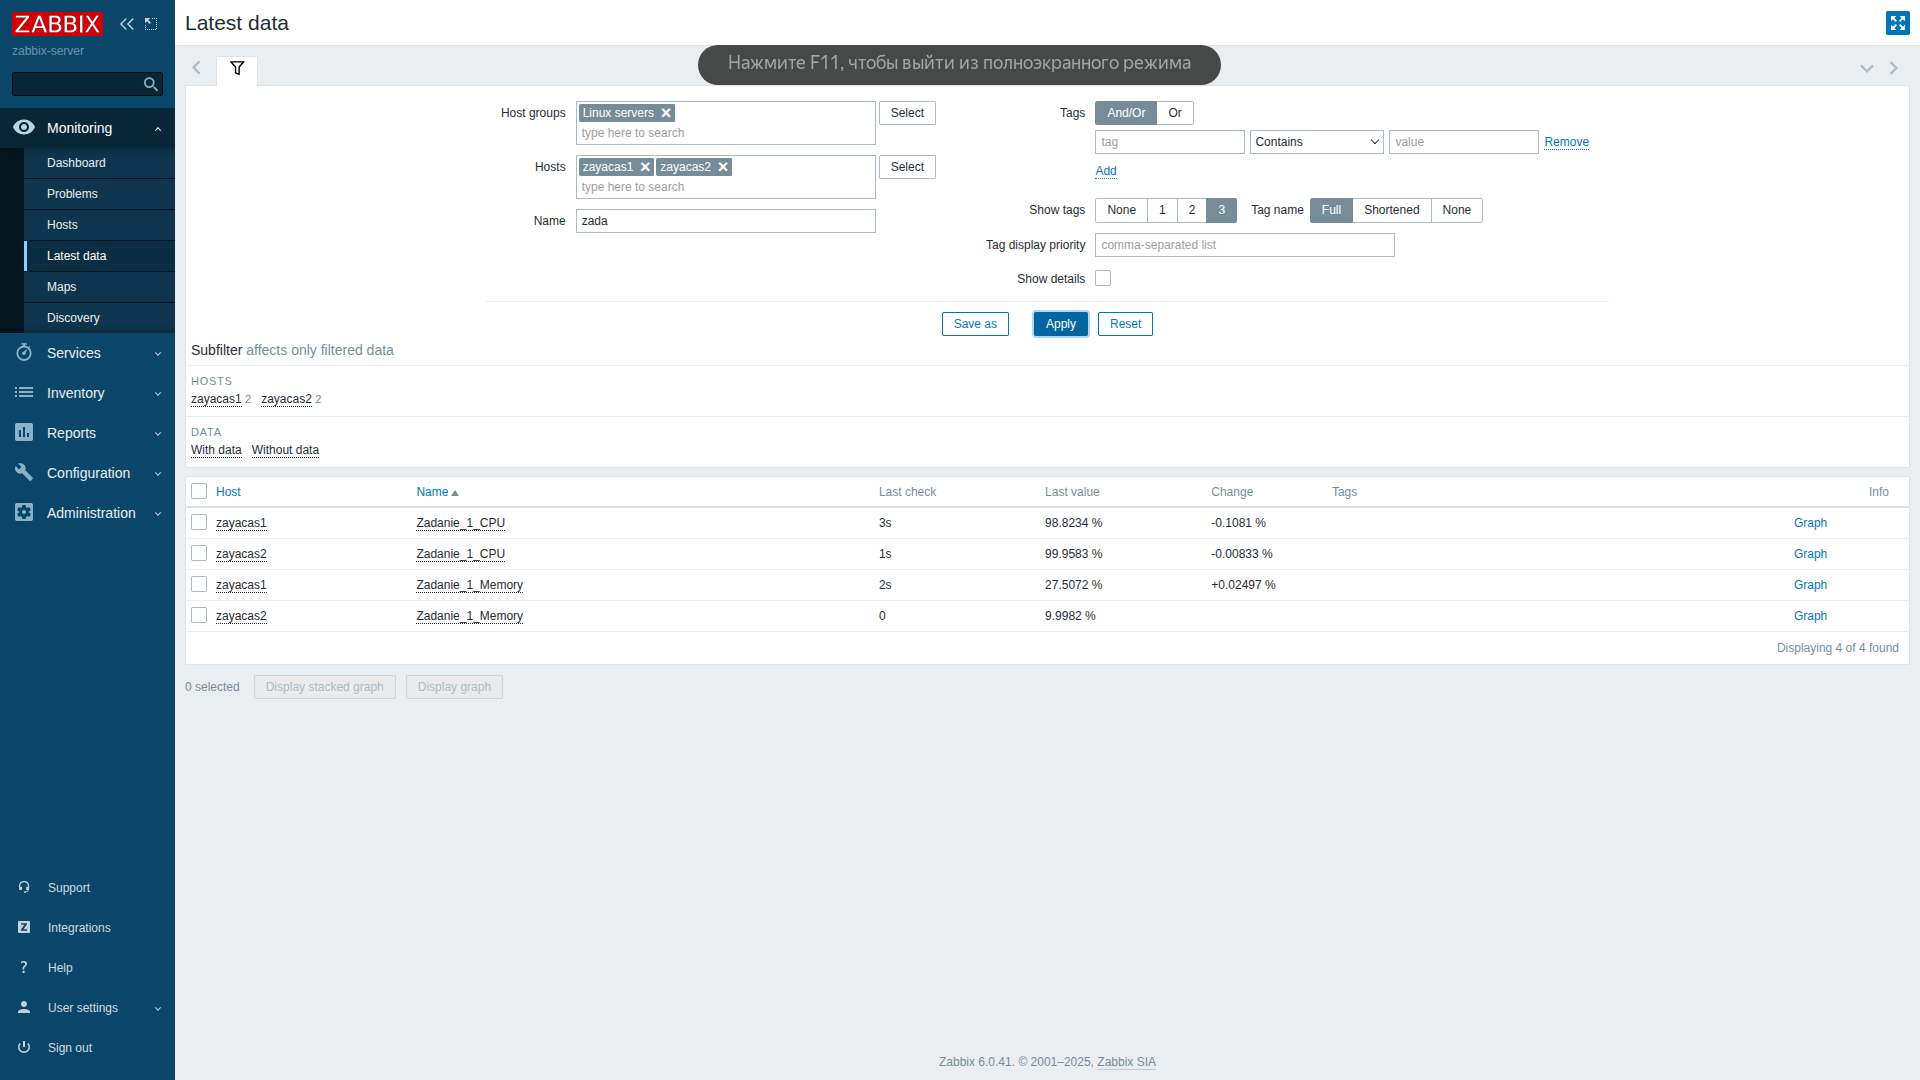 ZABBIX
zabbix-server
Monitoring
Dashboard
Problems
Hosts
Latest data
Maps
Discovery
Services
Inventory
Reports
Configuration
Administration
Support
Integrations
? Help
User settings
Sign out
Latest data
Нажмите F11, чтобы выйти из полноэкранного режима
Host groups Linux servers Select
type here to search
Hosts zayacas1 zayacas2 Select
type here to search
Name zada
Tags And/Or Or
tag Contains value Remove
Add
Show tags None 1 2 3 Tag name Full Shortened None
Tag display priority comma-separated list
Show details
Save as Apply Reset
Subfilter affects only filtered data
HOSTS
zayacas1 2 zayacas2 2
DATA
With data Without data
Host Name Last check Last value Change Tags Info
zayacas1 Zadanie_1_CPU 3s 98.8234 % -0.1081 % Graph
zayacas2 Zadanie_1_CPU 1s 99.9583 % -0.00833 % Graph
zayacas1 Zadanie_1_Memory 2s 27.5072 % +0.02497 % Graph
zayacas2 Zadanie_1_Memory 0 9.9982 % Graph
Displaying 4 of 4 found
0 selected Display stacked graph Display graph
Zabbix 6.0.41. © 2001–2025, Zabbix SIA